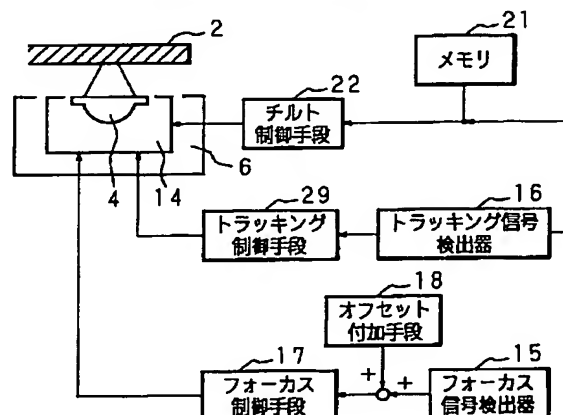 2
21
メモリ
22
チルト
制御手段
4
14
6
29
トラッキング
制御手段
16
トラッキング信号
検出器
18
オフセット
付加手段
17
フォーカス
制御手段
+
+
15
フォーカス
信号検出器